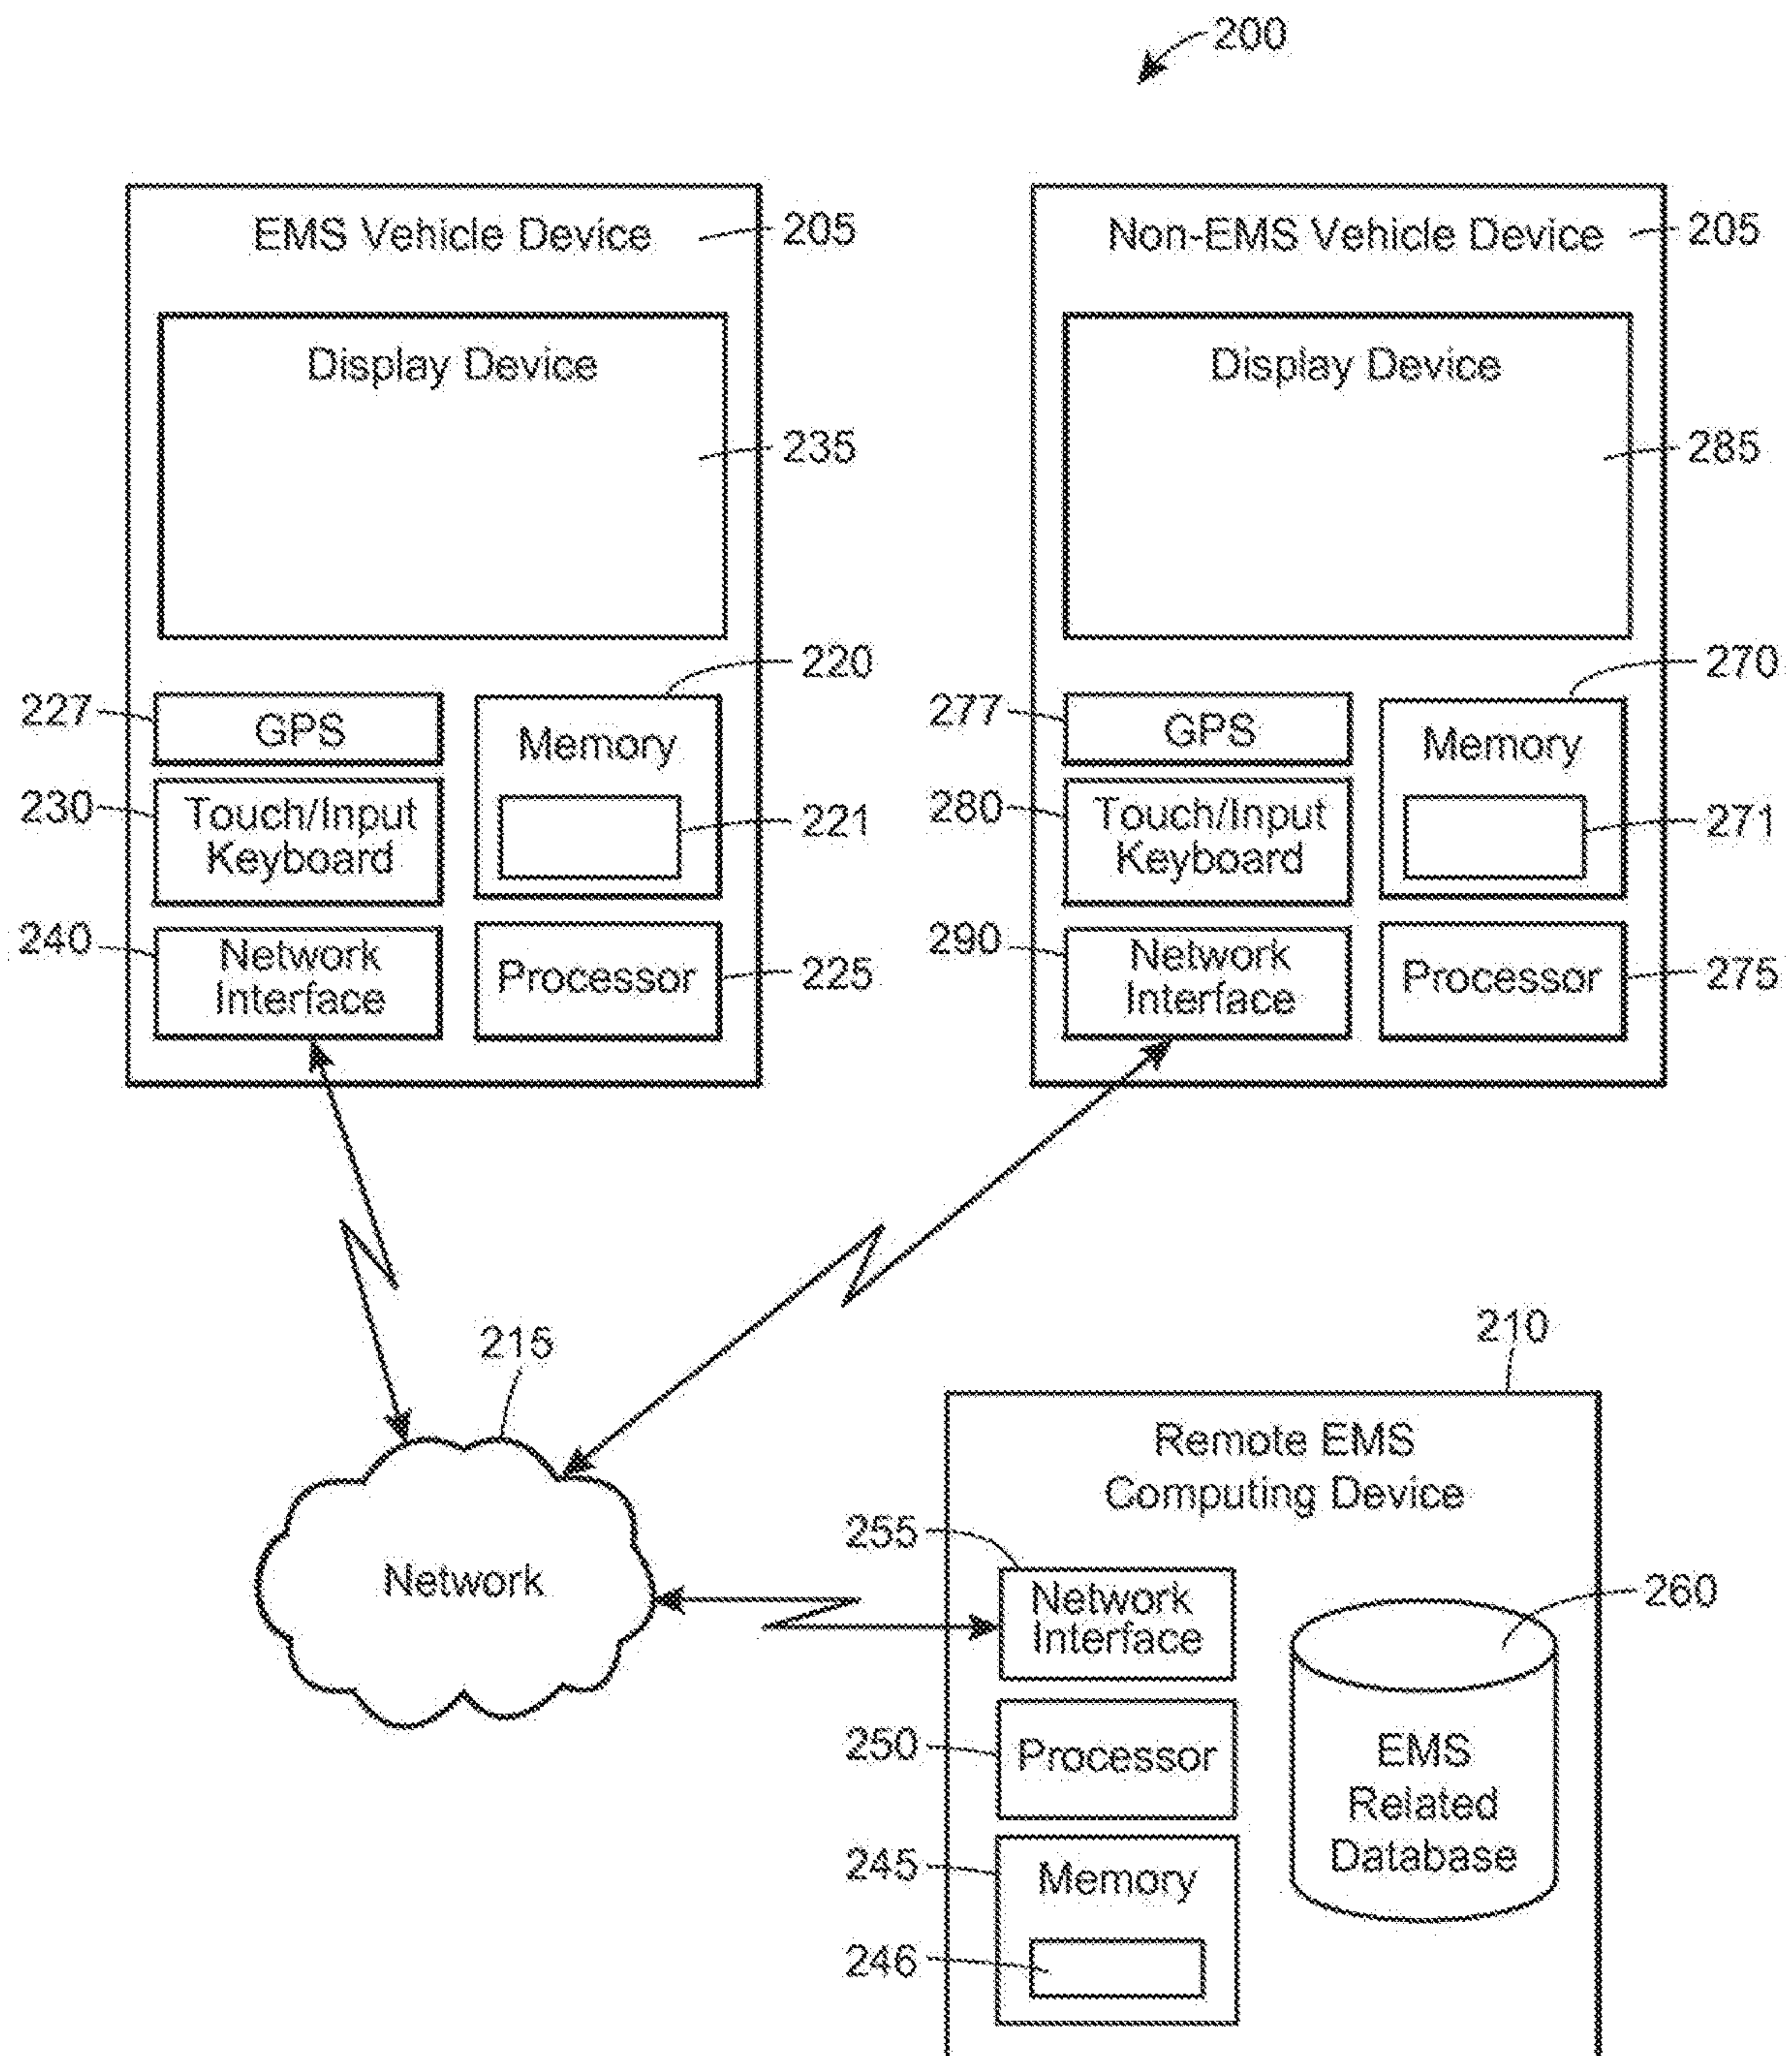 200
EMS Vehicle Device
205
Display Device
235
227
GPS
220
Memory
230
Touch/Input
Keyboard
221
240
Network
Interface
Processor
225
Non-EMS Vehicle Device
205
Display Device
285
277
GPS
270
Memory
280
Touch/Input
Keyboard
271
290
Network
Interface
Processor
275
215
Network
210
Remote EMS
Computing Device
255
Network
Interface
260
250
Processor
EMS
Related
Database
245
Memory
246